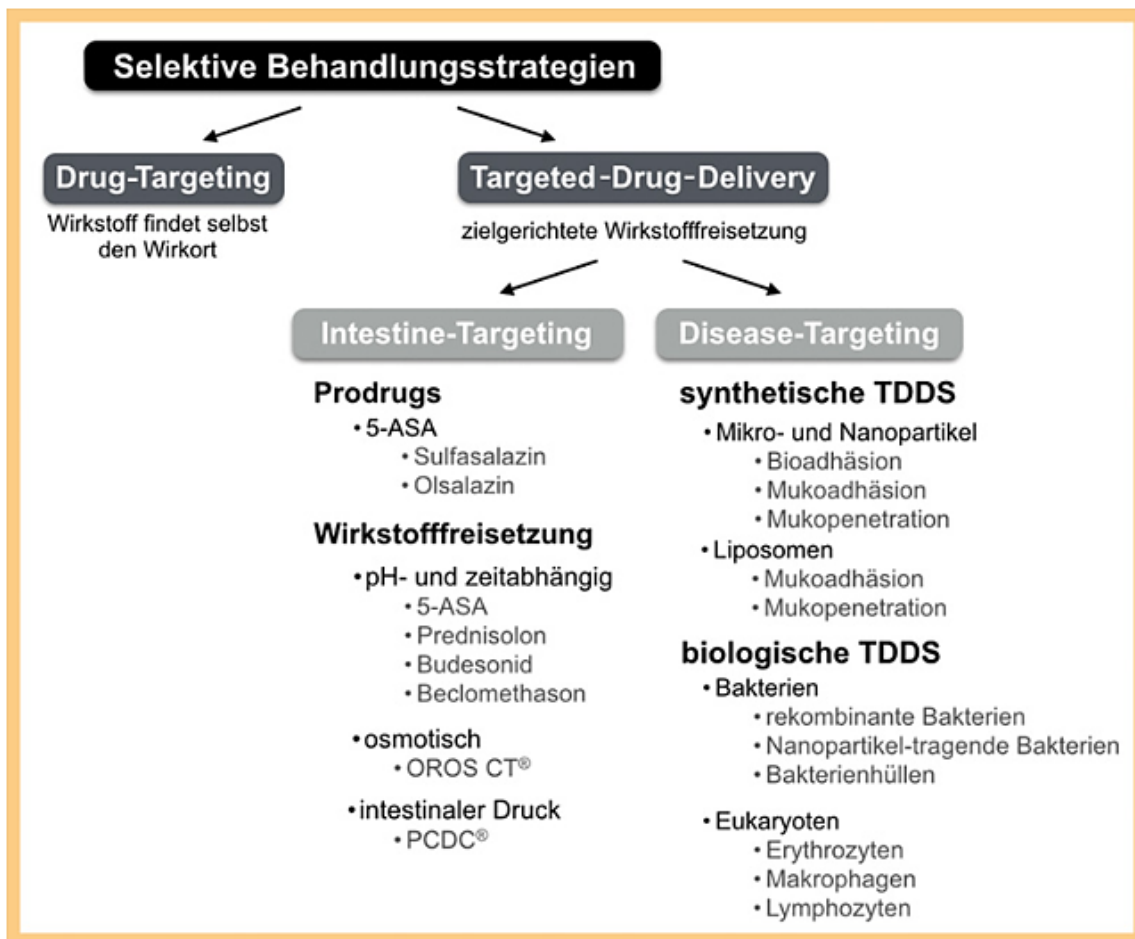 Selektive Behandlungsstrategien
Drug-Targeting
Wirkstoff findet selbst
den Wirkort
Targeted-Drug-Delivery
zielgerichtete Wirkstofffreisetzung
Intestine-Targeting
Prodrugs
•5-ASA
•Sulfasalazin
•Olsalazin
Wirkstofffreisetzung
•pH- und zeitabhängig
•5-ASA
•Prednisolon
•Budesonid
•Beclomethason
•osmotisch
•OROS CT®
•intestinaler Druck
•PCDC®
Disease-Targeting
synthetische TDDS
•Mikro- und Nanopartikel
•Bioadhäsion
•Mukoadhäsion
•Mukopenetration
•Liposomen
•Mukoadhäsion
•Mukopenetration
biologische TDDS
•Bakterien
•rekombinante Bakterien
•Nanopartikel-tragende Bakterien
•Bakterienhüllen
•Eukaryoten
•Erythrozyten
•Makrophagen
•Lymphozyten